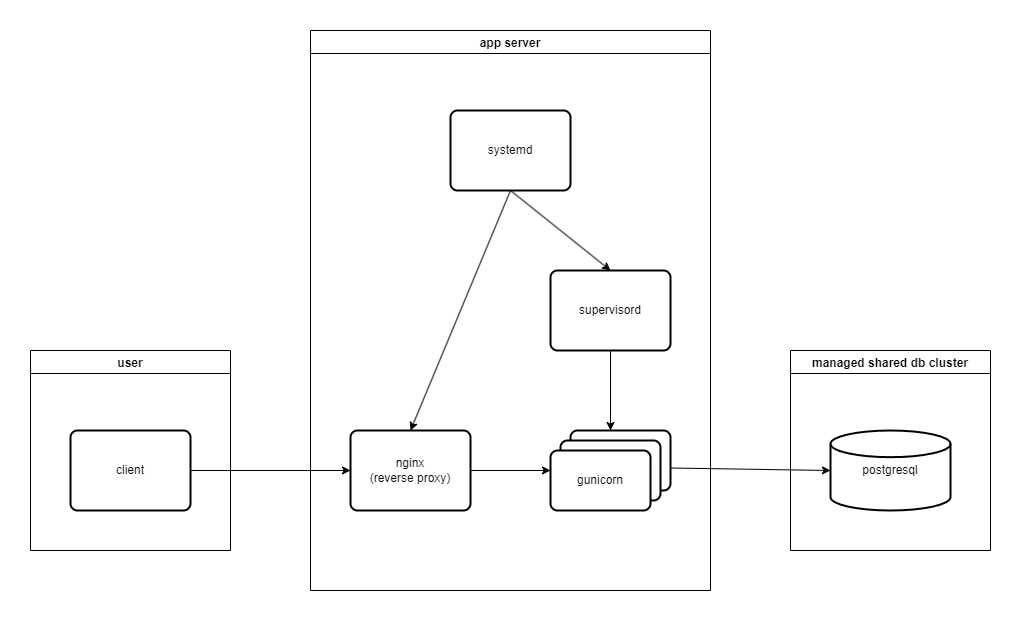 app server
systemd
supervisord
user
managed shared db cluster
client
nginx
(reverse proxy)
gunicorn
postgresql